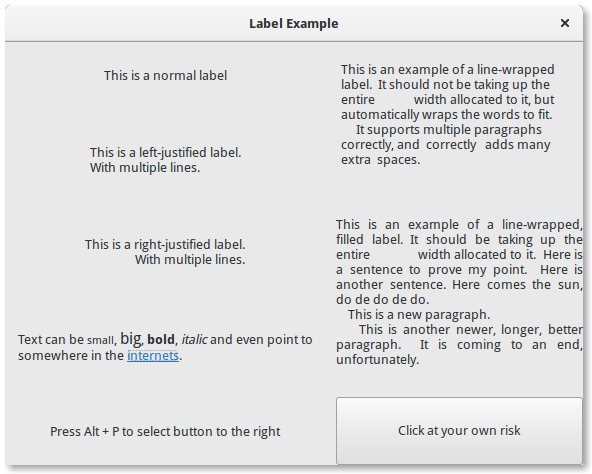 Label Example
This is a normal label
This is a left-justified label.
With multiple lines.
This is a right-justified label.
With multiple lines.
Text can be small, big, bold, italic and even point to
somewhere in the internets.
Press Alt + P to select button to the right
This is an example of a line-wrapped
label.  It should not be taking up the
entire             width allocated to it, but
automatically wraps the words to fit.
     It supports multiple paragraphs
correctly, and  correctly   adds many
extra  spaces.
This is an example of a line-wrapped,
filled label. It should be taking up the
entire              width allocated to it.  Here is
a sentence to prove my point.  Here is
another sentence. Here comes the sun,
do de do de do.
    This is a new paragraph.
    This is another newer, longer, better
paragraph.  It is coming to an end,
unfortunately.
Click at your own risk